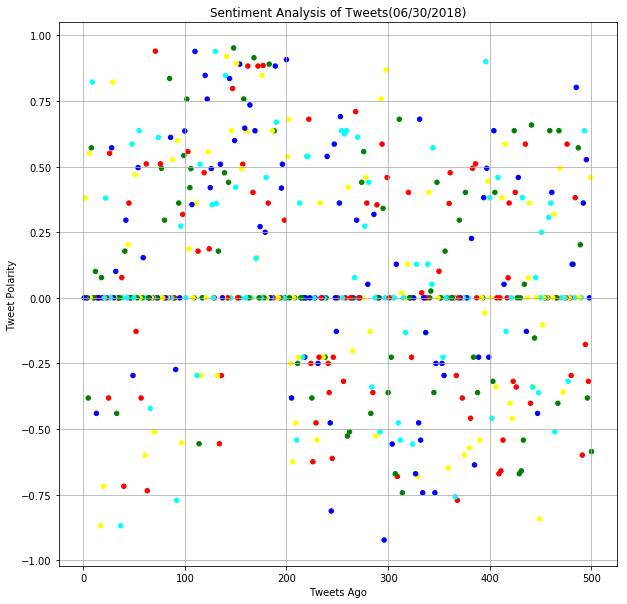 Sentiment Analysis of Tweets(06/30/2018)
1.00
0.75
0.50
0.25
0.00
−0.25
−0.50
−0.75
−1.00
Tweet Polarity
0 100 200 300 400 500
Tweets Ago